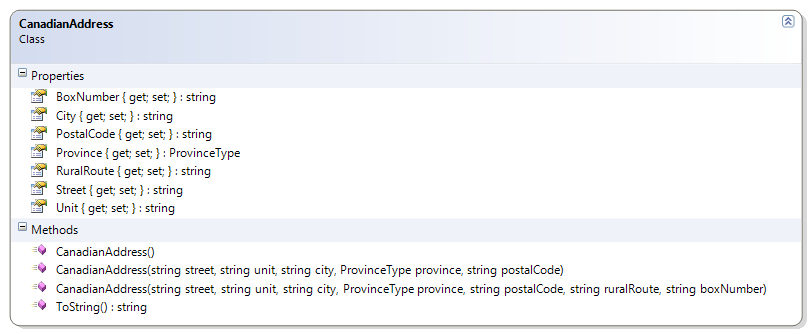 CanadianAddress
Class
Properties
BoxNumber { get; set; } : string
City { get; set; } : string
PostalCode { get; set; } : string
Province { get; set; } : ProvinceType
RuralRoute { get; set; } : string
Street { get; set; } : string
Unit { get; set; } : string
Methods
CanadianAddress()
CanadianAddress(string street, string unit, string city, ProvinceType province, string postalCode)
CanadianAddress(string street, string unit, string city, ProvinceType province, string postalCode, string ruralRoute, string boxNumber)
ToString() : string